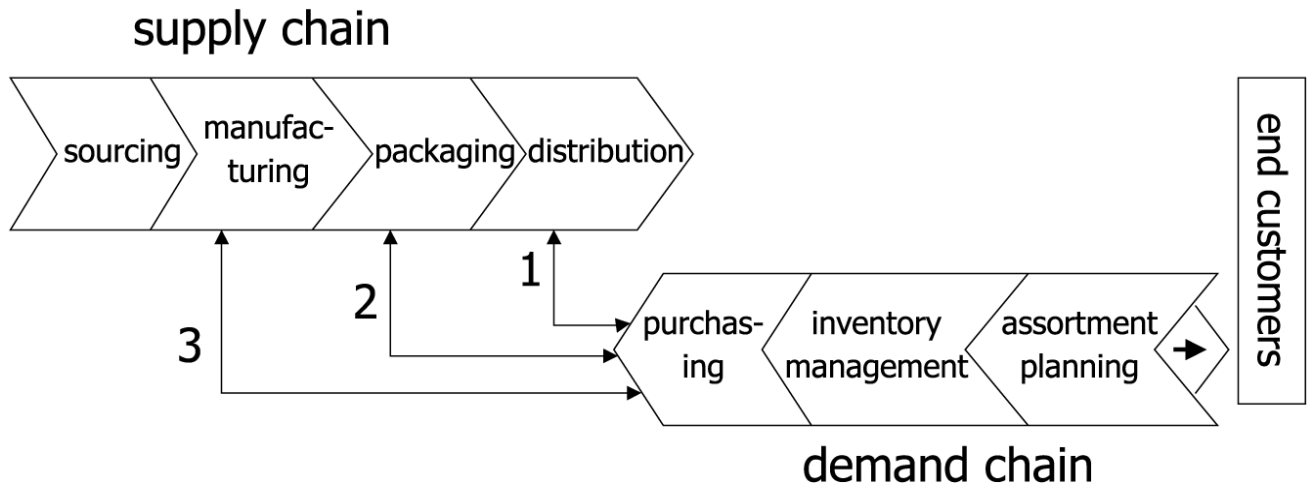 supply chain
sourcing
manufac-
turing
packaging
distribution
1
2
3
purchas-
ing
inventory
management
assortment
planning
end customers
demand chain